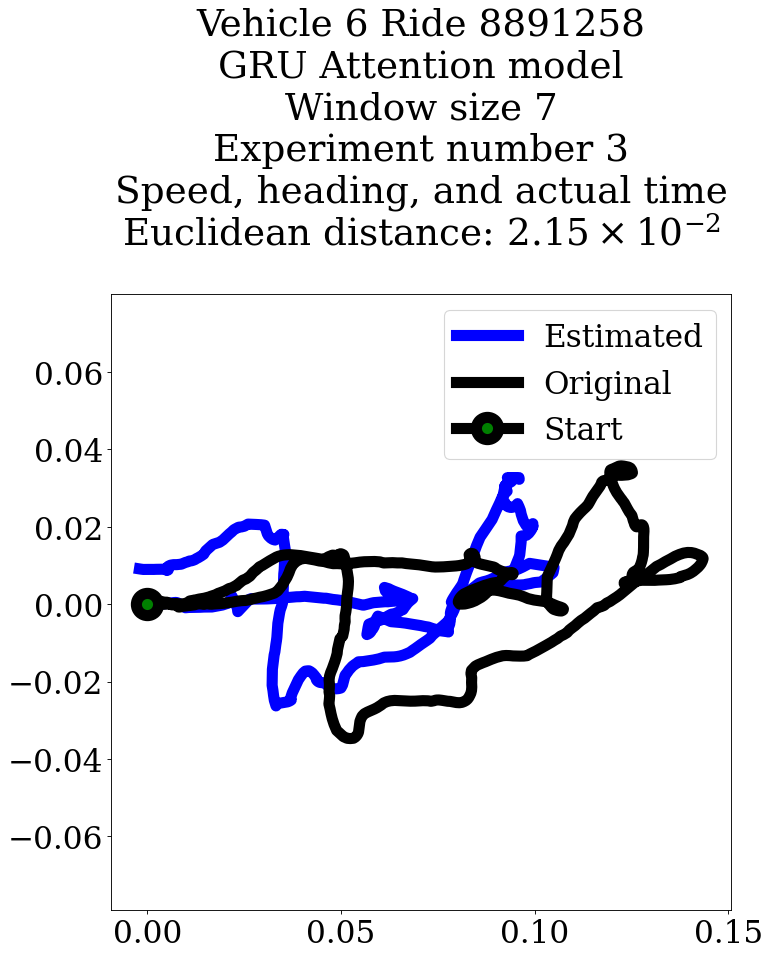 Vehicle 6 Ride 8891258
GRU Attention model
Window size 7
Experiment number 3
Speed, heading, and actual time
Euclidean distance: 2.15 × 10⁻²
Estimated
Original
Start
0.06
0.04
0.02
0.00
−0.02
−0.04
−0.06
0.00 0.05 0.10 0.15